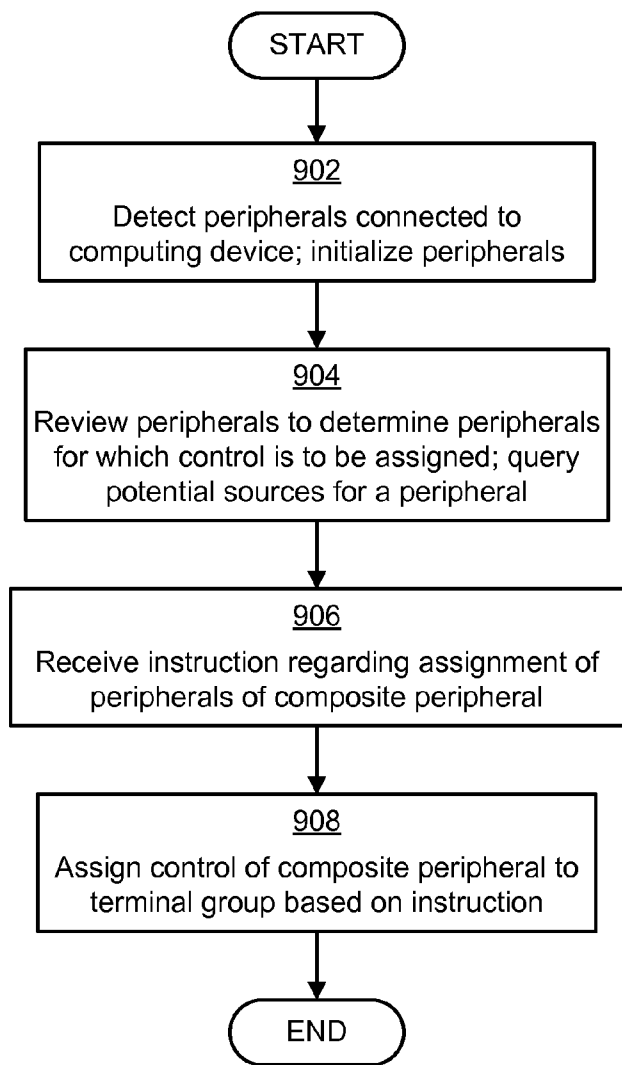 START
902
Detect peripherals connected to
computing device; initialize peripherals
904
Review peripherals to determine peripherals
for which control is to be assigned; query
potential sources for a peripheral
906
Receive instruction regarding assignment of
peripherals of composite peripheral
908
Assign control of composite peripheral to
terminal group based on instruction
END